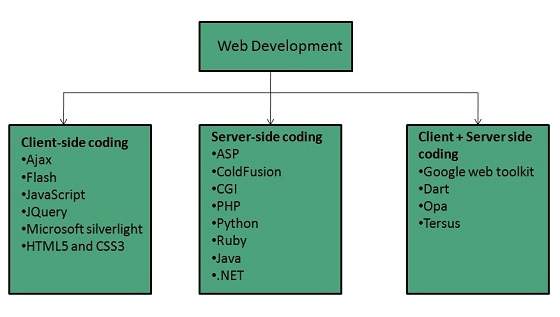 Web Development
Client-side coding
•Ajax
•Flash
•JavaScript
•JQuery
•Microsoft silverlight
•HTML5 and CSS3
Server-side coding
•ASP
•ColdFusion
•CGI
•PHP
•Python
•Ruby
•Java
•.NET
Client + Server side
coding
•Google web toolkit
•Dart
•Opa
•Tersus